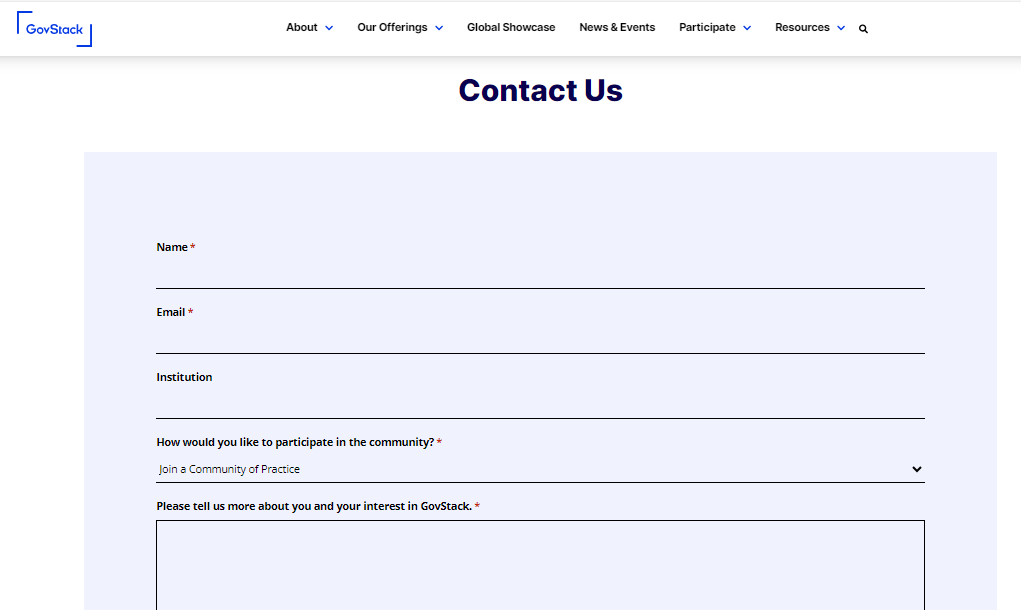 GovStack
About Our Offerings Global Showcase News & Events Participate Resources
Contact Us
Name *
Email *
Institution
How would you like to participate in the community? *
Join a Community of Practice
Please tell us more about you and your interest in GovStack. *